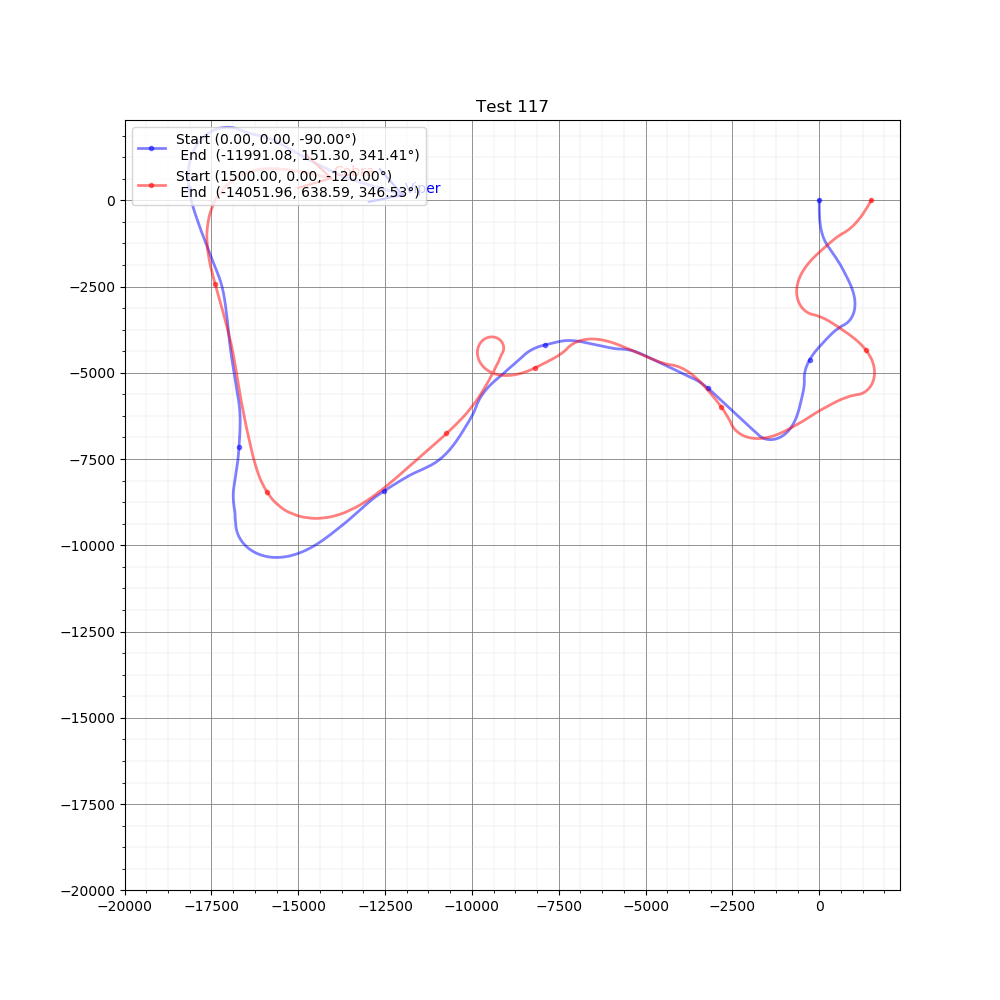 Test 117
Start (0.00, 0.00, -90.00°)
End (-11991.08, 151.30, 341.41°)
Start (1500.00, 0.00, -120.00°)
End (-14051.96, 638.59, 346.53°)
0
−2500
−5000
−7500
−10000
−12500
−15000
−17500
−20000
−20000 −17500 −15000 −12500 −10000 −7500 −5000 −2500 0